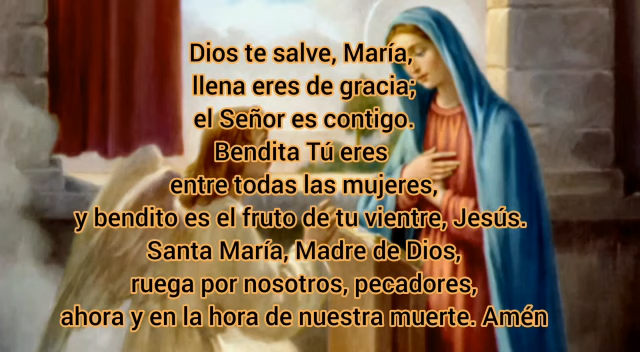 Dios te salve, María,
llena eres de gracia;
el Señor es contigo.
Bendita Tú eres
entre todas las mujeres,
y bendito es el fruto de tu vientre, Jesús.
Santa María, Madre de Dios,
ruega por nosotros, pecadores,
ahora y en la hora de nuestra muerte. Amén